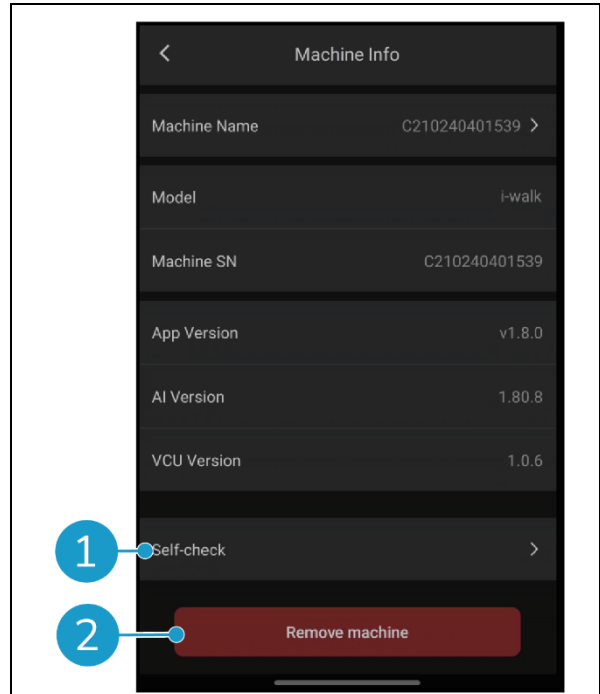 Machine Info
Machine Name C210240401539
Model i-walk
Machine SN C210240401539
App Version v1.8.0
AI Version 1.80.8
VCU Version 1.0.6
1 Self-check
2 Remove machine